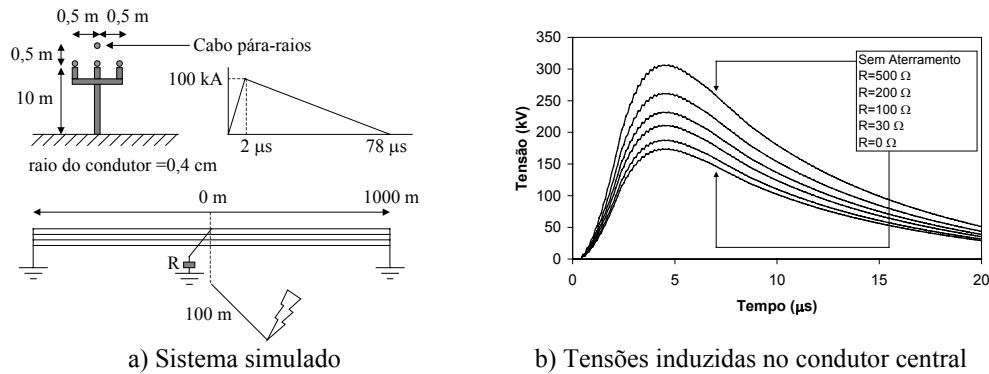 0,5 m
0,5 m
0,5 m
Cabo pára-raios
10 m
100 kA
2 μs
78 μs
raio do condutor =0,4 cm
0 m
1000 m
R
100 m
a) Sistema simulado
350
300
250
200
150
100
50
0
Tensão (kV)
Sem Aterramento
R=500 Ω
R=200 Ω
R=100 Ω
R=30 Ω
R=0 Ω
0
5
10
15
20
Tempo (μs)
b) Tensões induzidas no condutor central